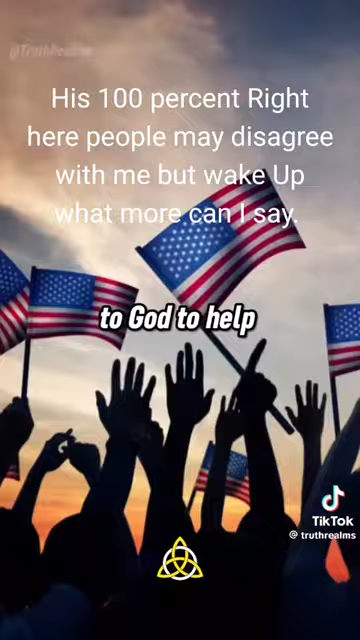 @TruthRealms
His 100 percent Right
here people may disagree
with me but wake Up
what more can I say.
to God to help
TikTok
@ truthrealms